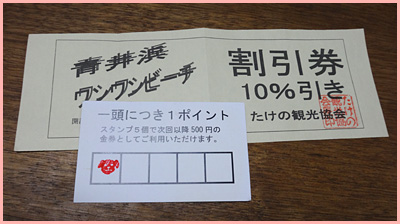 青井浜
ワンワンビーチ
割引券
10%引き
たけの観光協会
一頭につき1ポイント
スタンプ5個で次回以降500円の
金券としてご利用いただけます。